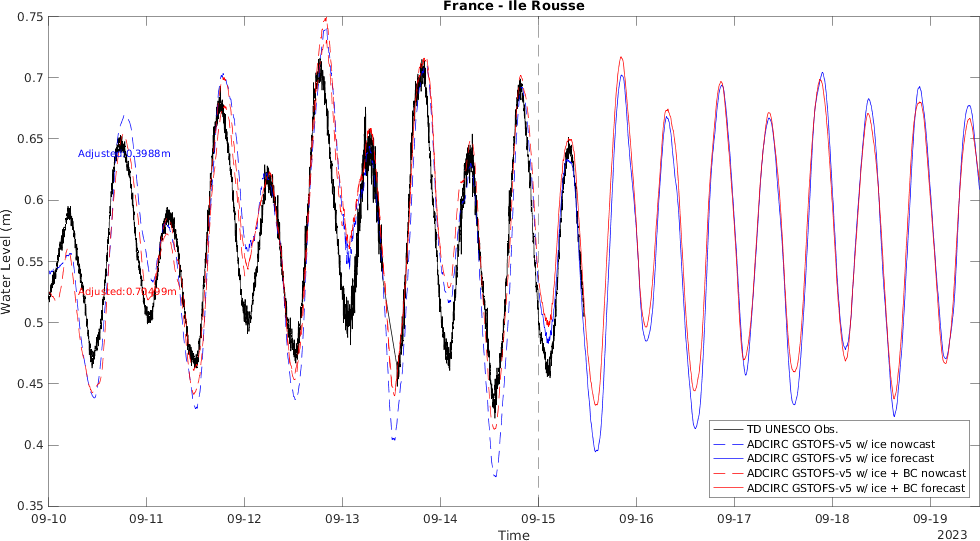 France - Ile Rousse
0.75
0.7
0.65
0.6
0.55
0.5
0.45
0.4
0.35
Water Level (m)
Adjusted:0.3988m
Adjusted:0.79499m
TD UNESCO Obs.
ADCIRC GSTOFS-v5 w/ ice nowcast
ADCIRC GSTOFS-v5 w/ ice forecast
ADCIRC GSTOFS-v5 w/ ice + BC nowcast
ADCIRC GSTOFS-v5 w/ ice + BC forecast
09-10 09-11 09-12 09-13 09-14 09-15 09-16 09-17 09-18 09-19
Time
2023